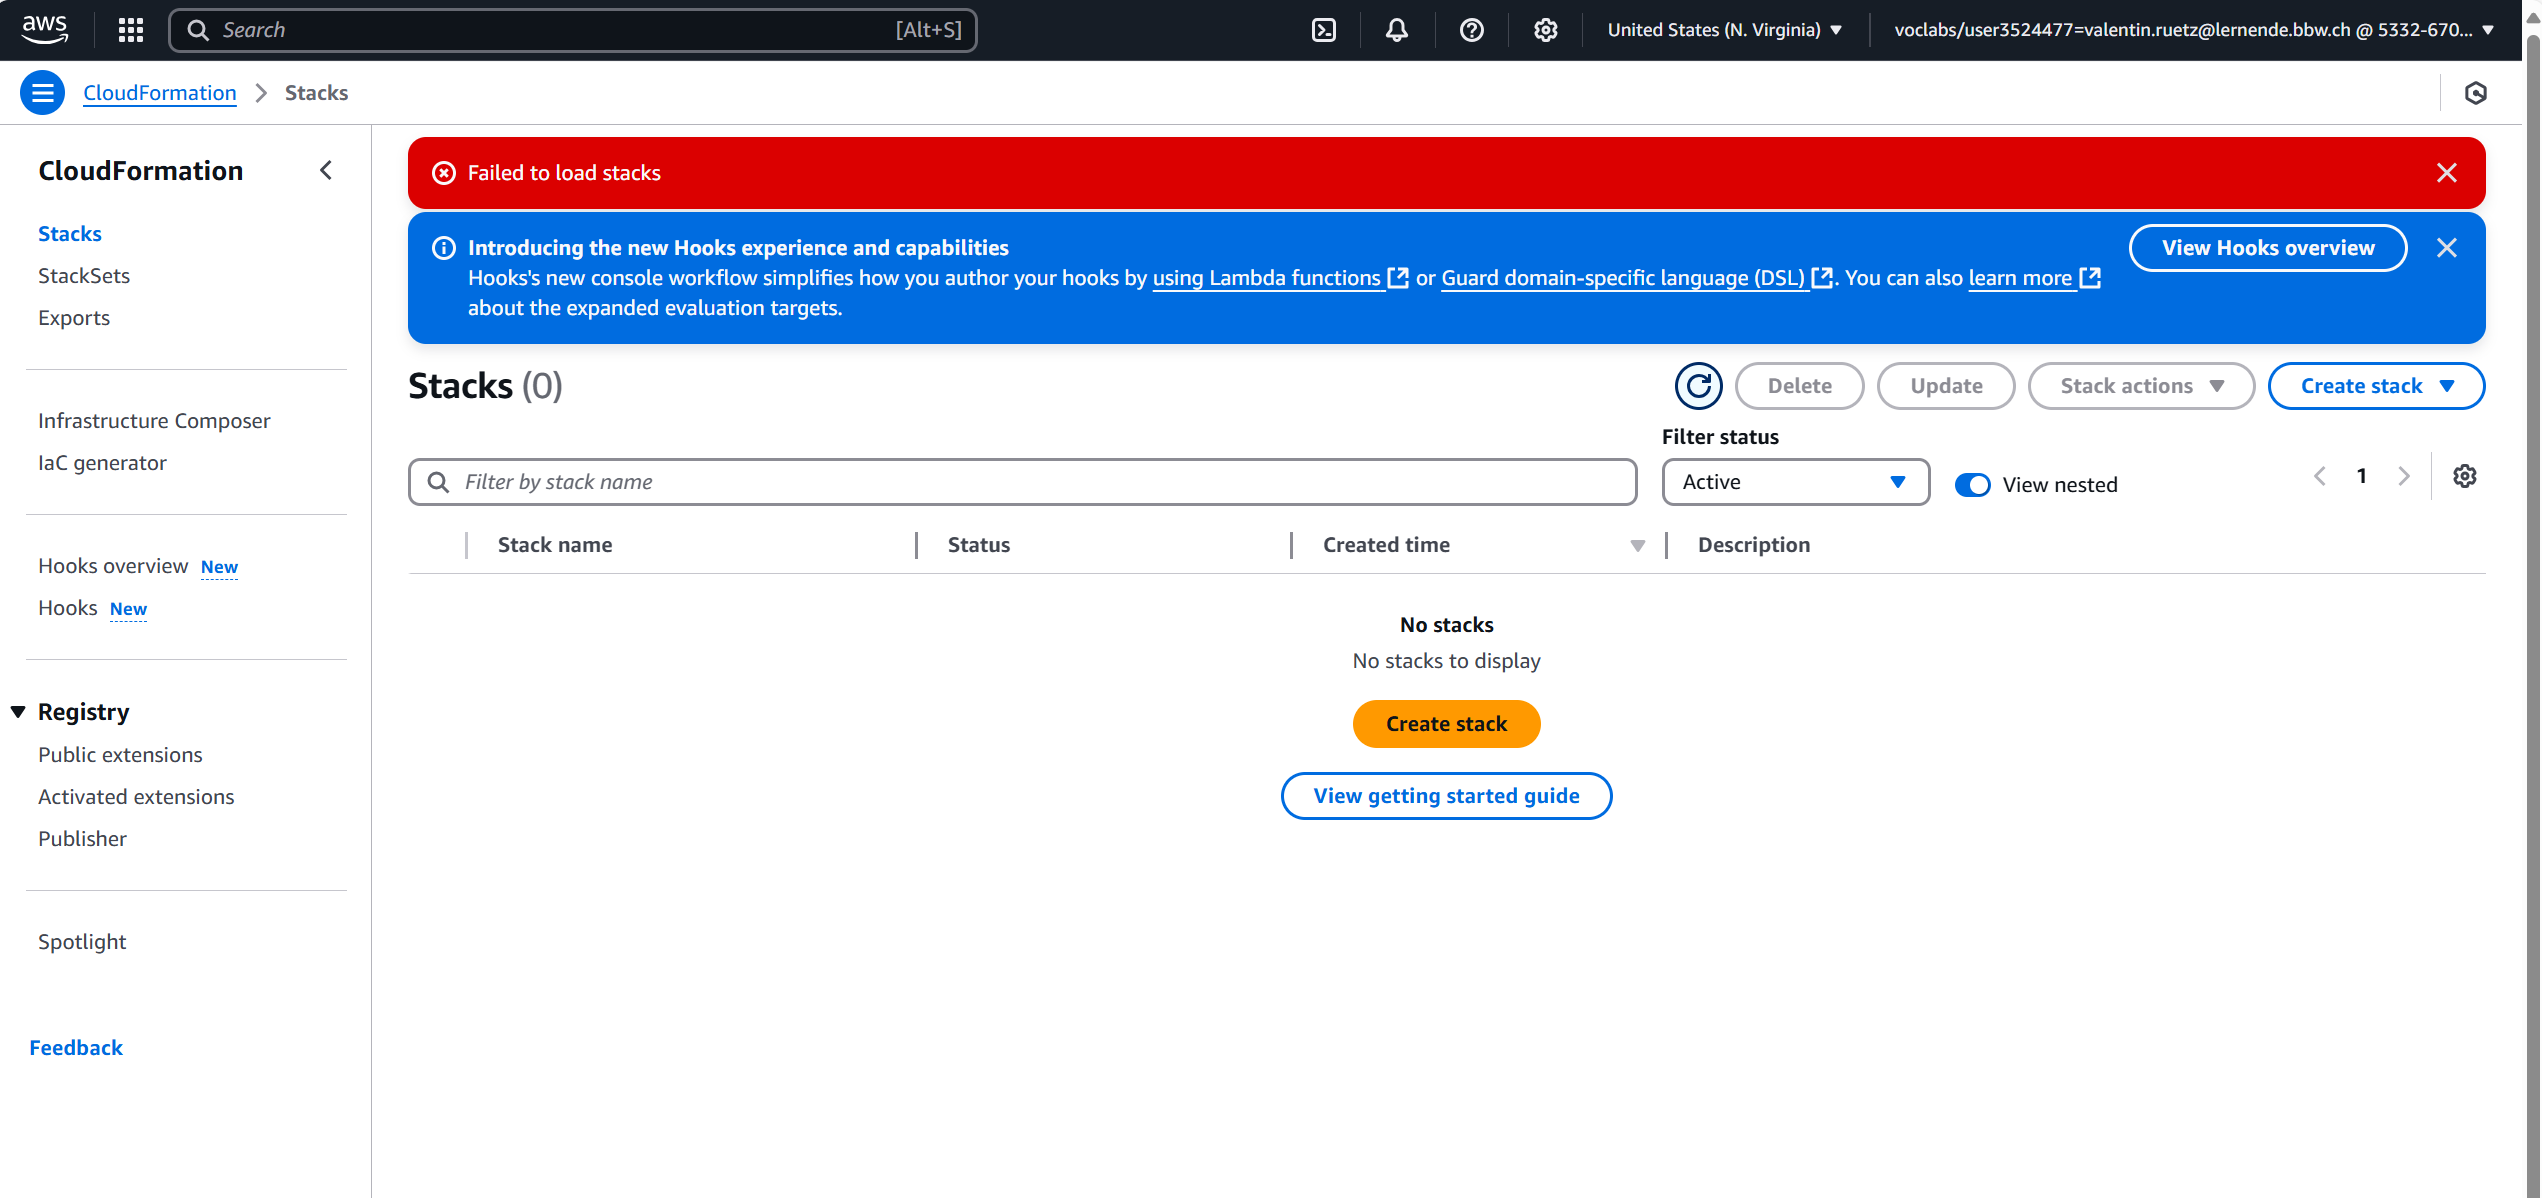 aws
Search [Alt+S]
United States (N. Virginia)
voclabs/user3524477=valentin.ruetz@lernende.bbw.ch @ 5332-670...
CloudFormation
Stacks
CloudFormation
Stacks
StackSets
Exports
Infrastructure Composer
IaC generator
Hooks overview New
Hooks New
Registry
Public extensions
Activated extensions
Publisher
Spotlight
Feedback
Failed to load stacks
Introducing the new Hooks experience and capabilities
Hooks's new console workflow simplifies how you author your hooks by using Lambda functions or Guard domain-specific language (DSL). You can also learn more
about the expanded evaluation targets.
View Hooks overview
Stacks (0)
Delete
Update
Stack actions
Create stack
Filter status
Filter by stack name
Active
View nested
1
Stack name
Status
Created time
Description
No stacks
No stacks to display
Create stack
View getting started guide